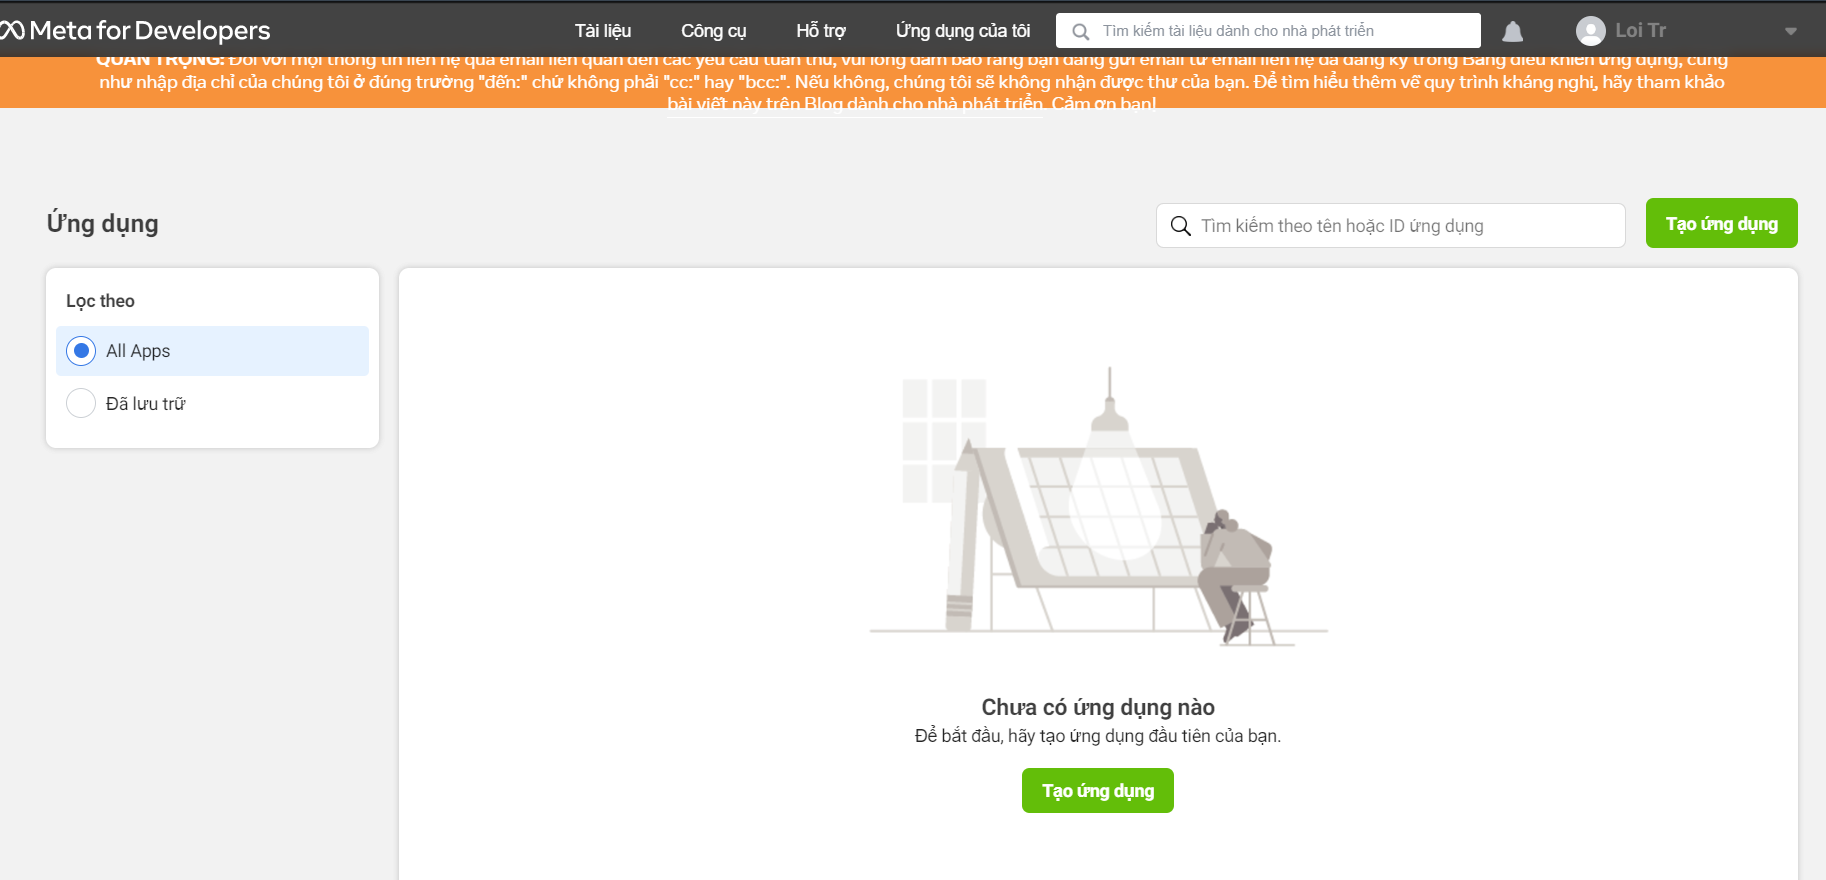 Meta for Developers
Tài liệu
Công cụ
Hỗ trợ
Ứng dụng của tôi
Tìm kiếm tài liệu dành cho nhà phát triển
Loi Tr
QUAN TRỌNG: Đối với mọi thông tin liên hệ qua email liên quan đến các yêu cầu tuân thủ, vui lòng đảm bảo rằng bạn đang gửi email từ email liên hệ đã đăng ký trong Bảng điều khiển ứng dụng, cũng
như nhập địa chỉ của chúng tôi ở đúng trường "đến:" chứ không phải "cc:" hay "bcc:". Nếu không, chúng tôi sẽ không nhận được thư của bạn. Để tìm hiểu thêm về quy trình kháng nghị, hãy tham khảo
bài viết này trên Blog dành cho nhà phát triển. Cảm ơn bạn!
Ứng dụng
Tìm kiếm theo tên hoặc ID ứng dụng
Tạo ứng dụng
Lọc theo
All Apps
Đã lưu trữ
Chưa có ứng dụng nào
Để bắt đầu, hãy tạo ứng dụng đầu tiên của bạn.
Tạo ứng dụng